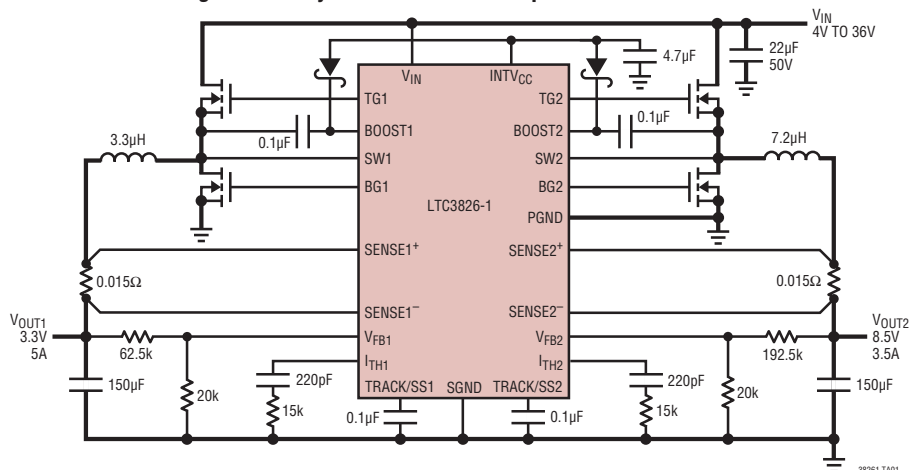 V_IN
4V TO 36V
22µF
50V
4.7µF
V_IN
INTV_CC
TG1
TG2
0.1µF
BOOST1
BOOST2
0.1µF
3.3µH
7.2µH
SW1
SW2
BG1
BG2
LTC3826-1
PGND
SENSE1+
SENSE2+
0.015Ω
0.015Ω
SENSE1–
SENSE2–
V_OUT1
3.3V
5A
62.5k
V_FB1
V_FB2
192.5k
V_OUT2
8.5V
3.5A
I_TH1
I_TH2
150µF
20k
220pF
15k
TRACK/SS1
SGND
TRACK/SS2
0.1µF
0.1µF
220pF
15k
20k
150µF
38261 TA01